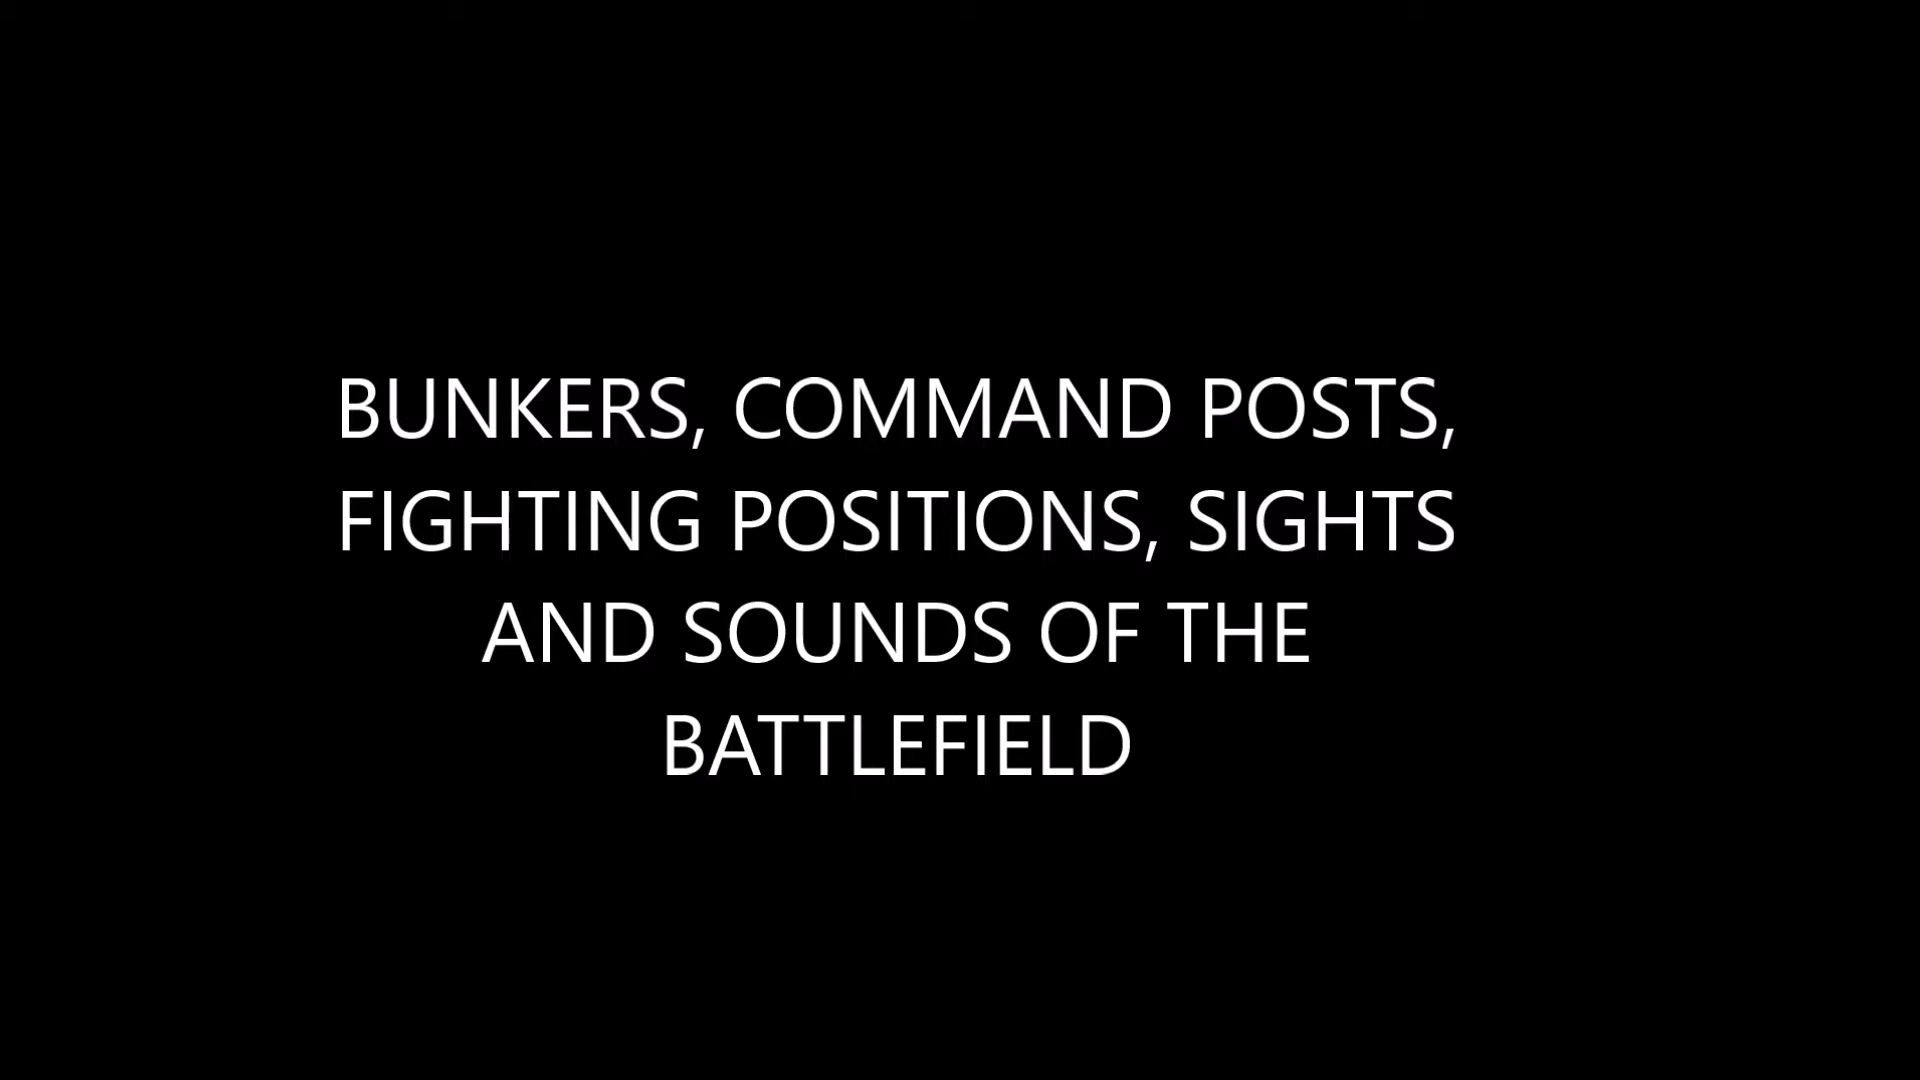 BUNKERS, COMMAND POSTS,
FIGHTING POSITIONS, SIGHTS
AND SOUNDS OF THE
BATTLEFIELD